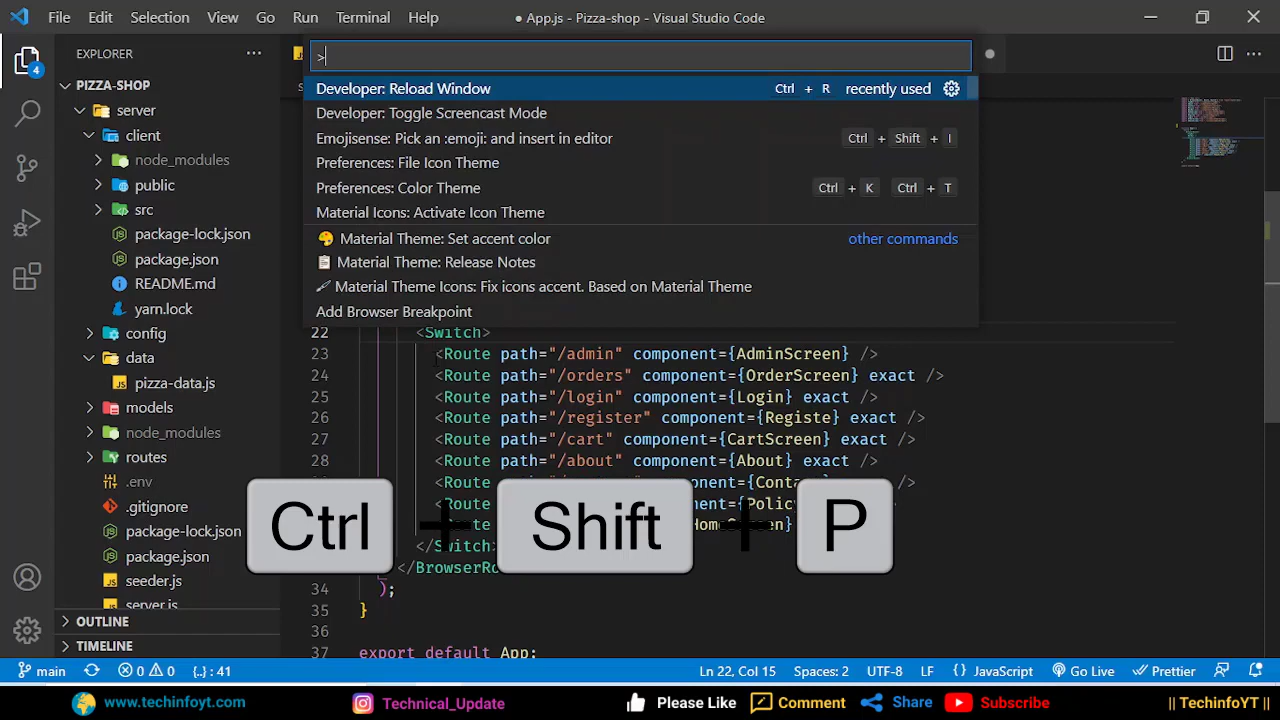 File Edit Selection View Go Run Terminal Help
● App.js - Pizza-shop - Visual Studio Code
EXPLORER
4
PIZZA-SHOP
server
client
node_modules
public
src
package-lock.json
package.json
README.md
yarn.lock
config
data
pizza-data.js
models
node_modules
routes
.env
.gitignore
package-lock.json
package.json
seeder.js
server.js
OUTLINE
TIMELINE
>
Developer: Reload Window Ctrl + R recently used
Developer: Toggle Screencast Mode
Emojisense: Pick an :emoji: and insert in editor Ctrl + Shift + I
Preferences: File Icon Theme
Preferences: Color Theme Ctrl + K Ctrl + T
Material Icons: Activate Icon Theme
Material Theme: Set accent color other commands
Material Theme: Release Notes
Material Theme Icons: Fix icons accent. Based on Material Theme
Add Browser Breakpoint
22 <Switch>
23 <Route path="/admin" component={AdminScreen} />
24 <Route path="/orders" component={OrderScreen} exact />
25 <Route path="/login" component={Login} exact />
26 <Route path="/register" component={Registe} exact />
27 <Route path="/cart" component={CartScreen} exact />
28 <Route path="/about" component={About} exact />
</Switch>
34 );
35 }
36
37 export default App;
Ctrl + Shift + P
main 0 0 {..} : 41 Ln 22, Col 15 Spaces: 2 UTF-8 LF {} JavaScript Go Live Prettier
www.techinfoyt.com Technical_Update Please Like Comment Share Subscribe || TechinfoYT ||